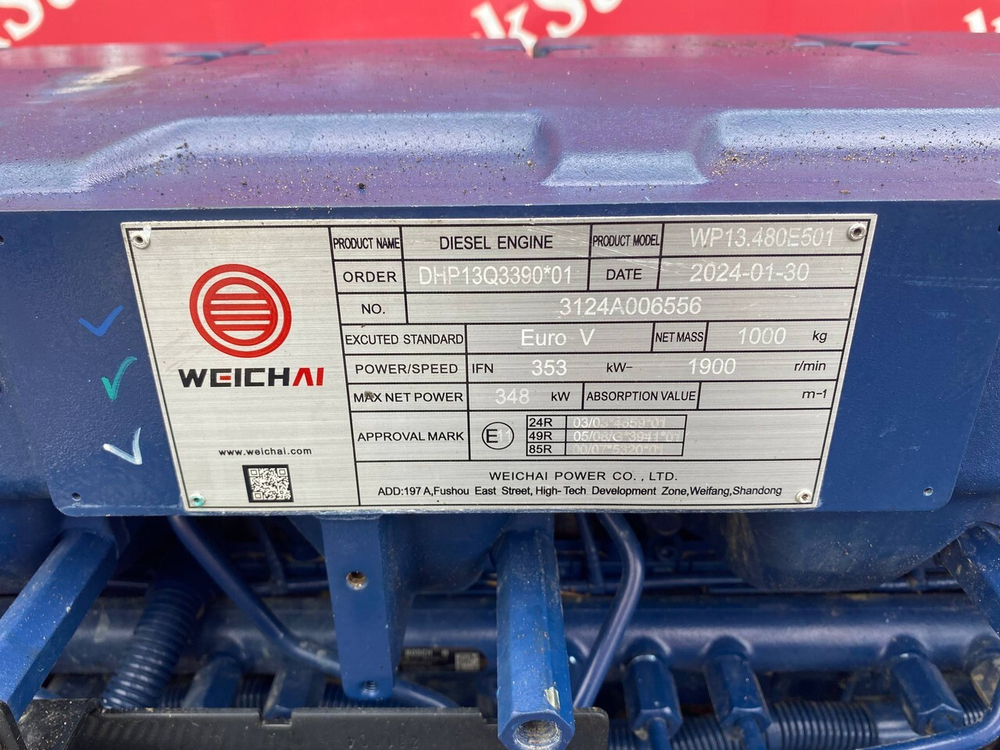 WEICHAI
www.weichai.com
PRODUCT NAME DIESEL ENGINE PRODUCT MODEL WP13.480E501
ORDER DHP13Q3390*01 DATE 2024-01-30
NO. 3124A006556
EXCUTED STANDARD Euro V NET MASS 1000 kg
POWER/SPEED IFN 353 kW- 1900 r/min
MAX NET POWER 348 kW ABSORPTION VALUE m-1
APPROVAL MARK E11
24R
49R
85R
WEICHAI POWER CO., LTD.
ADD:197 A,Fushou East Street, High-Tech Development Zone,Weifang,Shandong